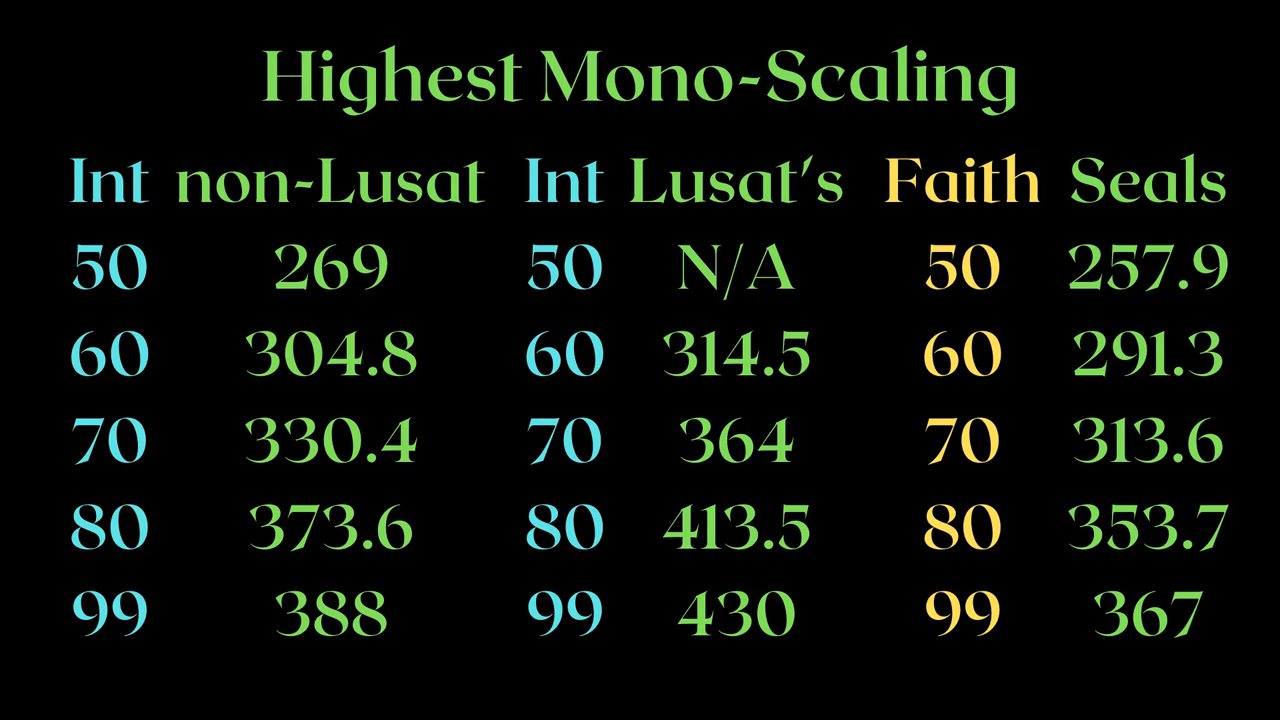 Highest Mono-Scaling
Int non-Lusat Int Lusat's Faith Seals
50 269 50 N/A 50 257.9
60 304.8 60 314.5 60 291.3
70 330.4 70 364 70 313.6
80 373.6 80 413.5 80 353.7
99 388 99 430 99 367